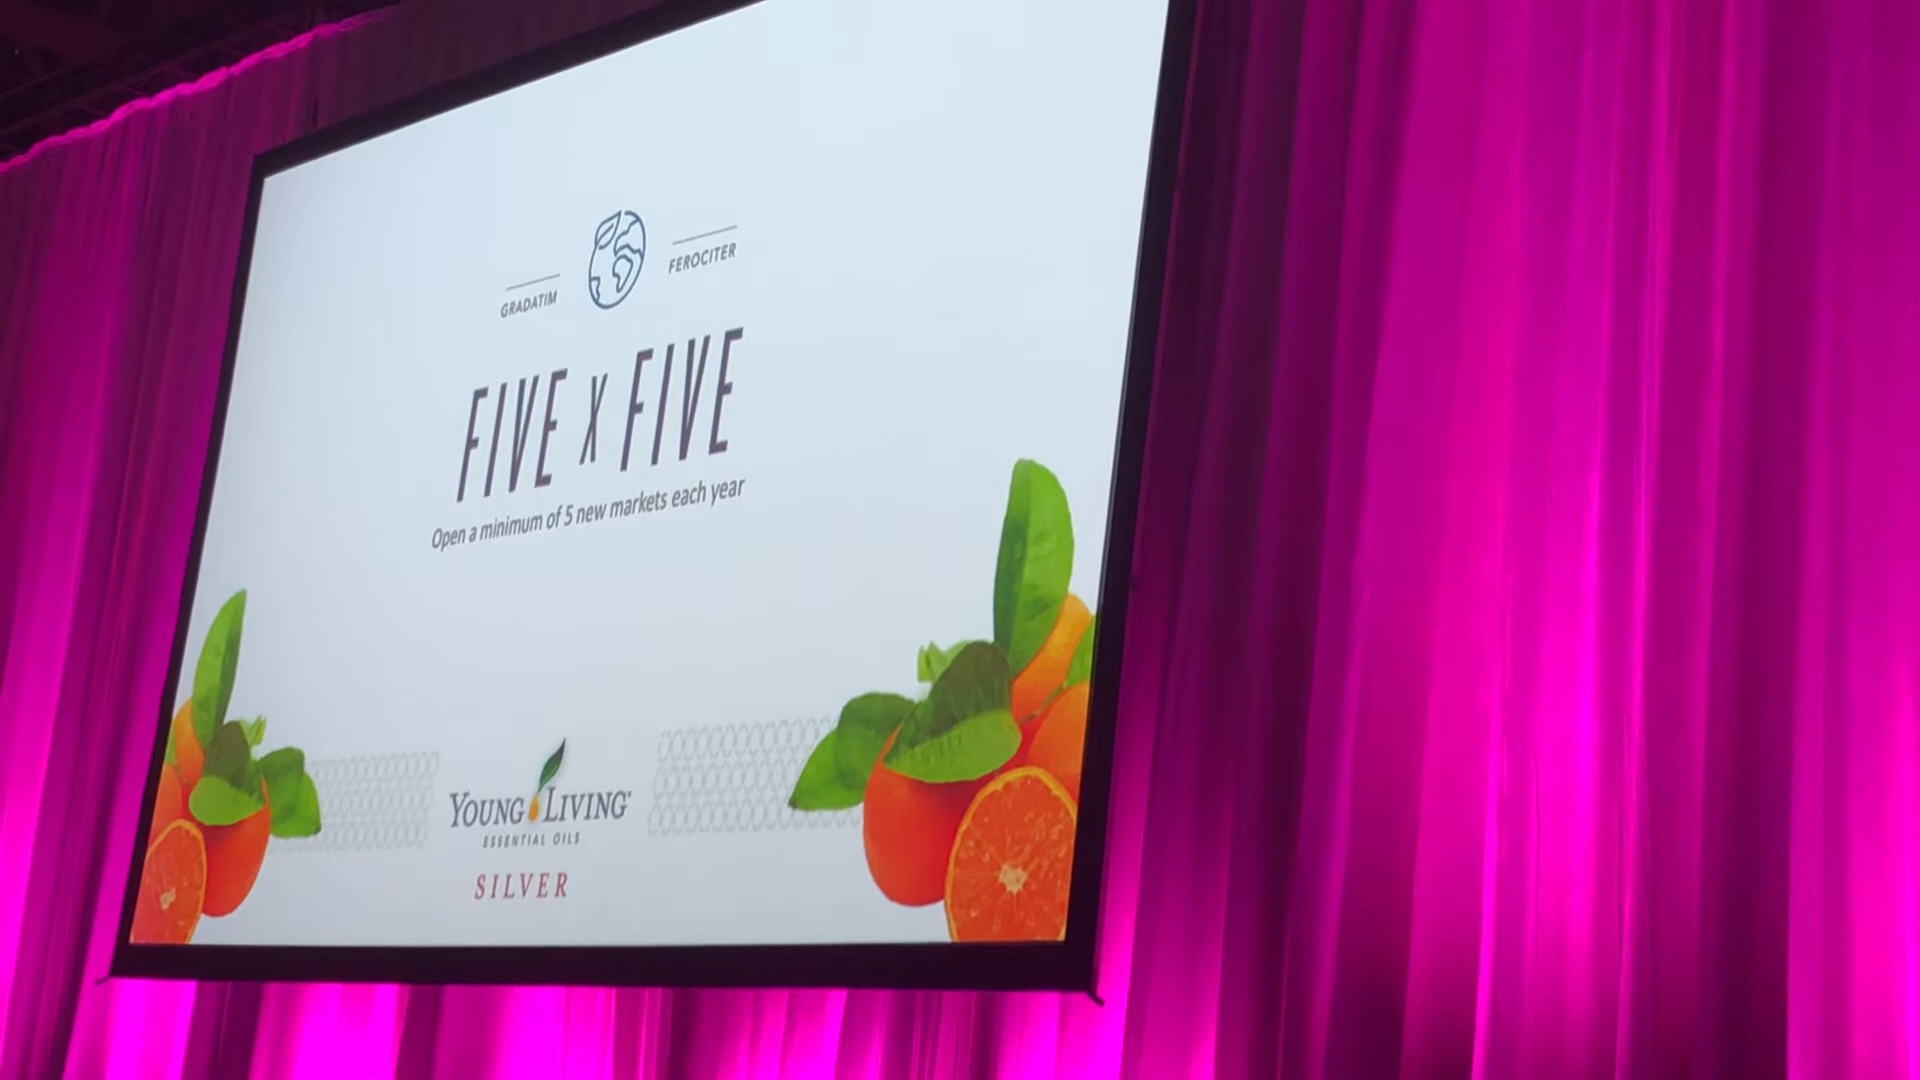 GRADATIM FEROCITER
FIVE X FIVE
Open a minimum of 5 new markets each year
YOUNG LIVING®
ESSENTIAL OILS
SILVER